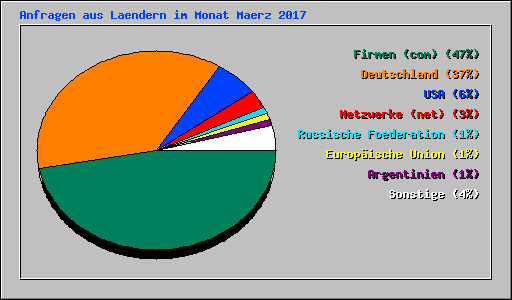 Anfragen aus Laendern im Monat Maerz 2017
Firmen (com) (47%)
Deutschland (37%)
USA (6%)
Netzwerke (net) (3%)
Russische Foederation (1%)
Europäische Union (1%)
Argentinien (1%)
Sonstige (4%)